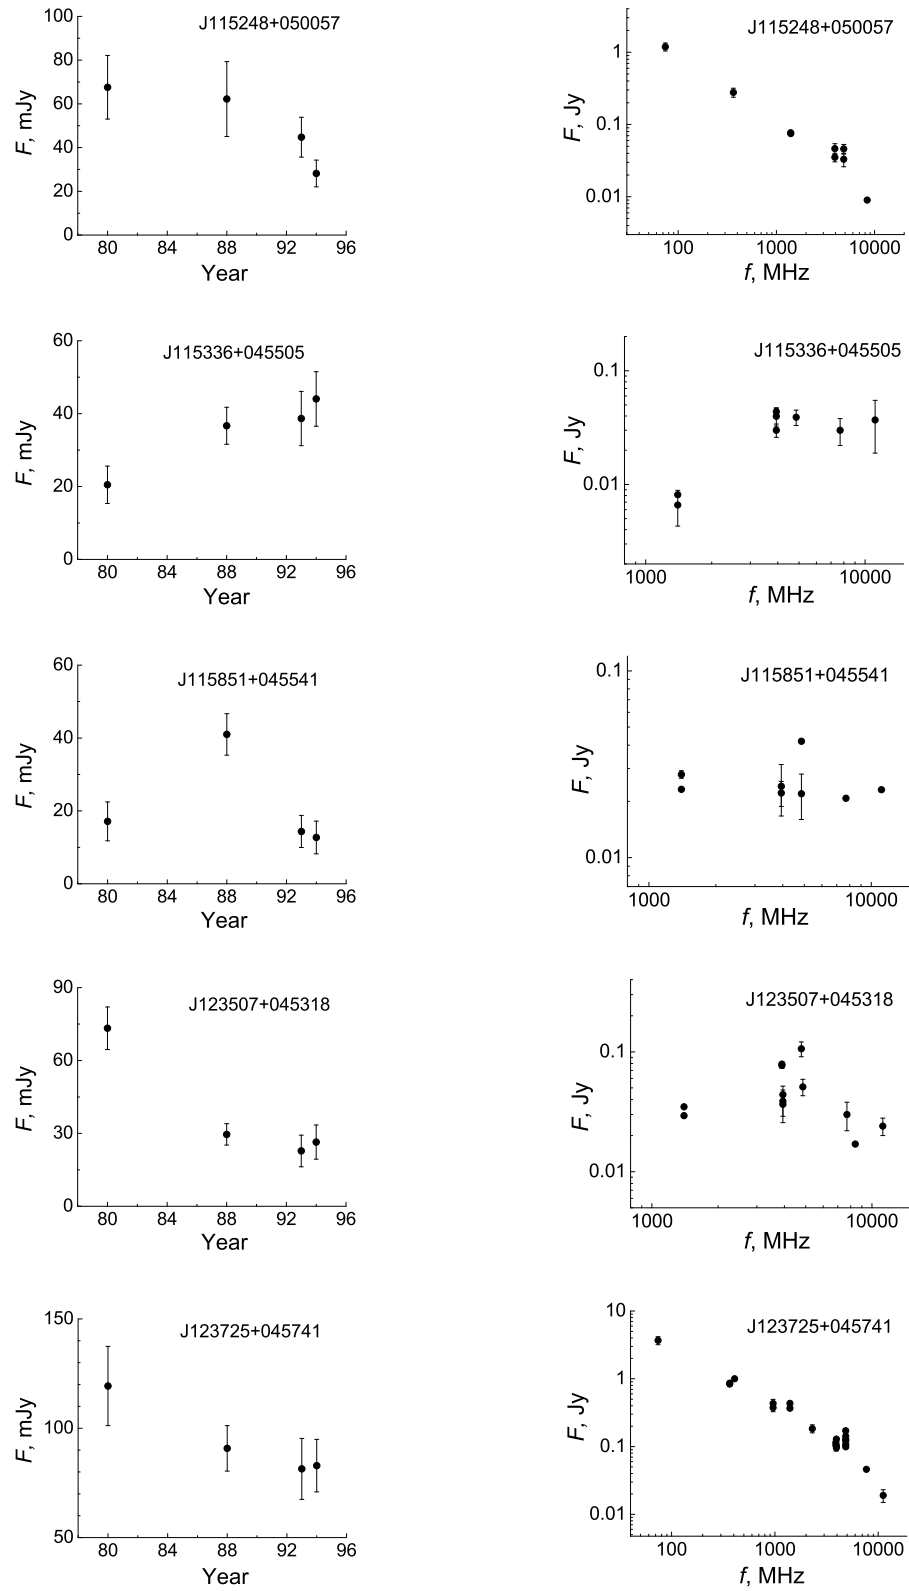 J115248+050057
F, mJy
100
80
60
40
20
0
80 84 88 92 96
Year
J115248+050057
F, Jy
1
0.1
0.01
100 1000 10000
f, MHz
J115336+045505
F, mJy
60
40
20
0
80 84 88 92 96
Year
J115336+045505
F, Jy
0.1
0.01
1000 10000
f, MHz
J115851+045541
F, mJy
60
40
20
0
80 84 88 92 96
Year
J115851+045541
F, Jy
0.1
0.01
1000 10000
f, MHz
J123507+045318
F, mJy
90
60
30
0
80 84 88 92 96
Year
J123507+045318
F, Jy
0.1
0.01
1000 10000
f, MHz
J123725+045741
F, mJy
150
100
50
80 84 88 92 96
Year
J123725+045741
F, Jy
10
1
0.1
0.01
100 1000 10000
f, MHz